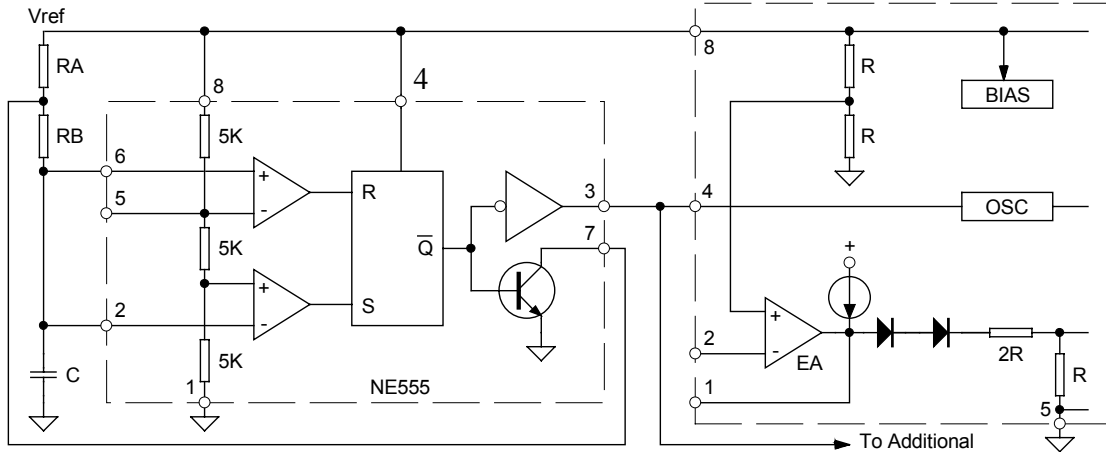 Vref
RA
RB
C
8
4
6
5
2
1
5K
5K
5K
+
-
+
-
R
S
Q
3
7
NE555
8
R
R
BIAS
4
OSC
+
+
-
EA
2
1
2R
R
5
To Additional